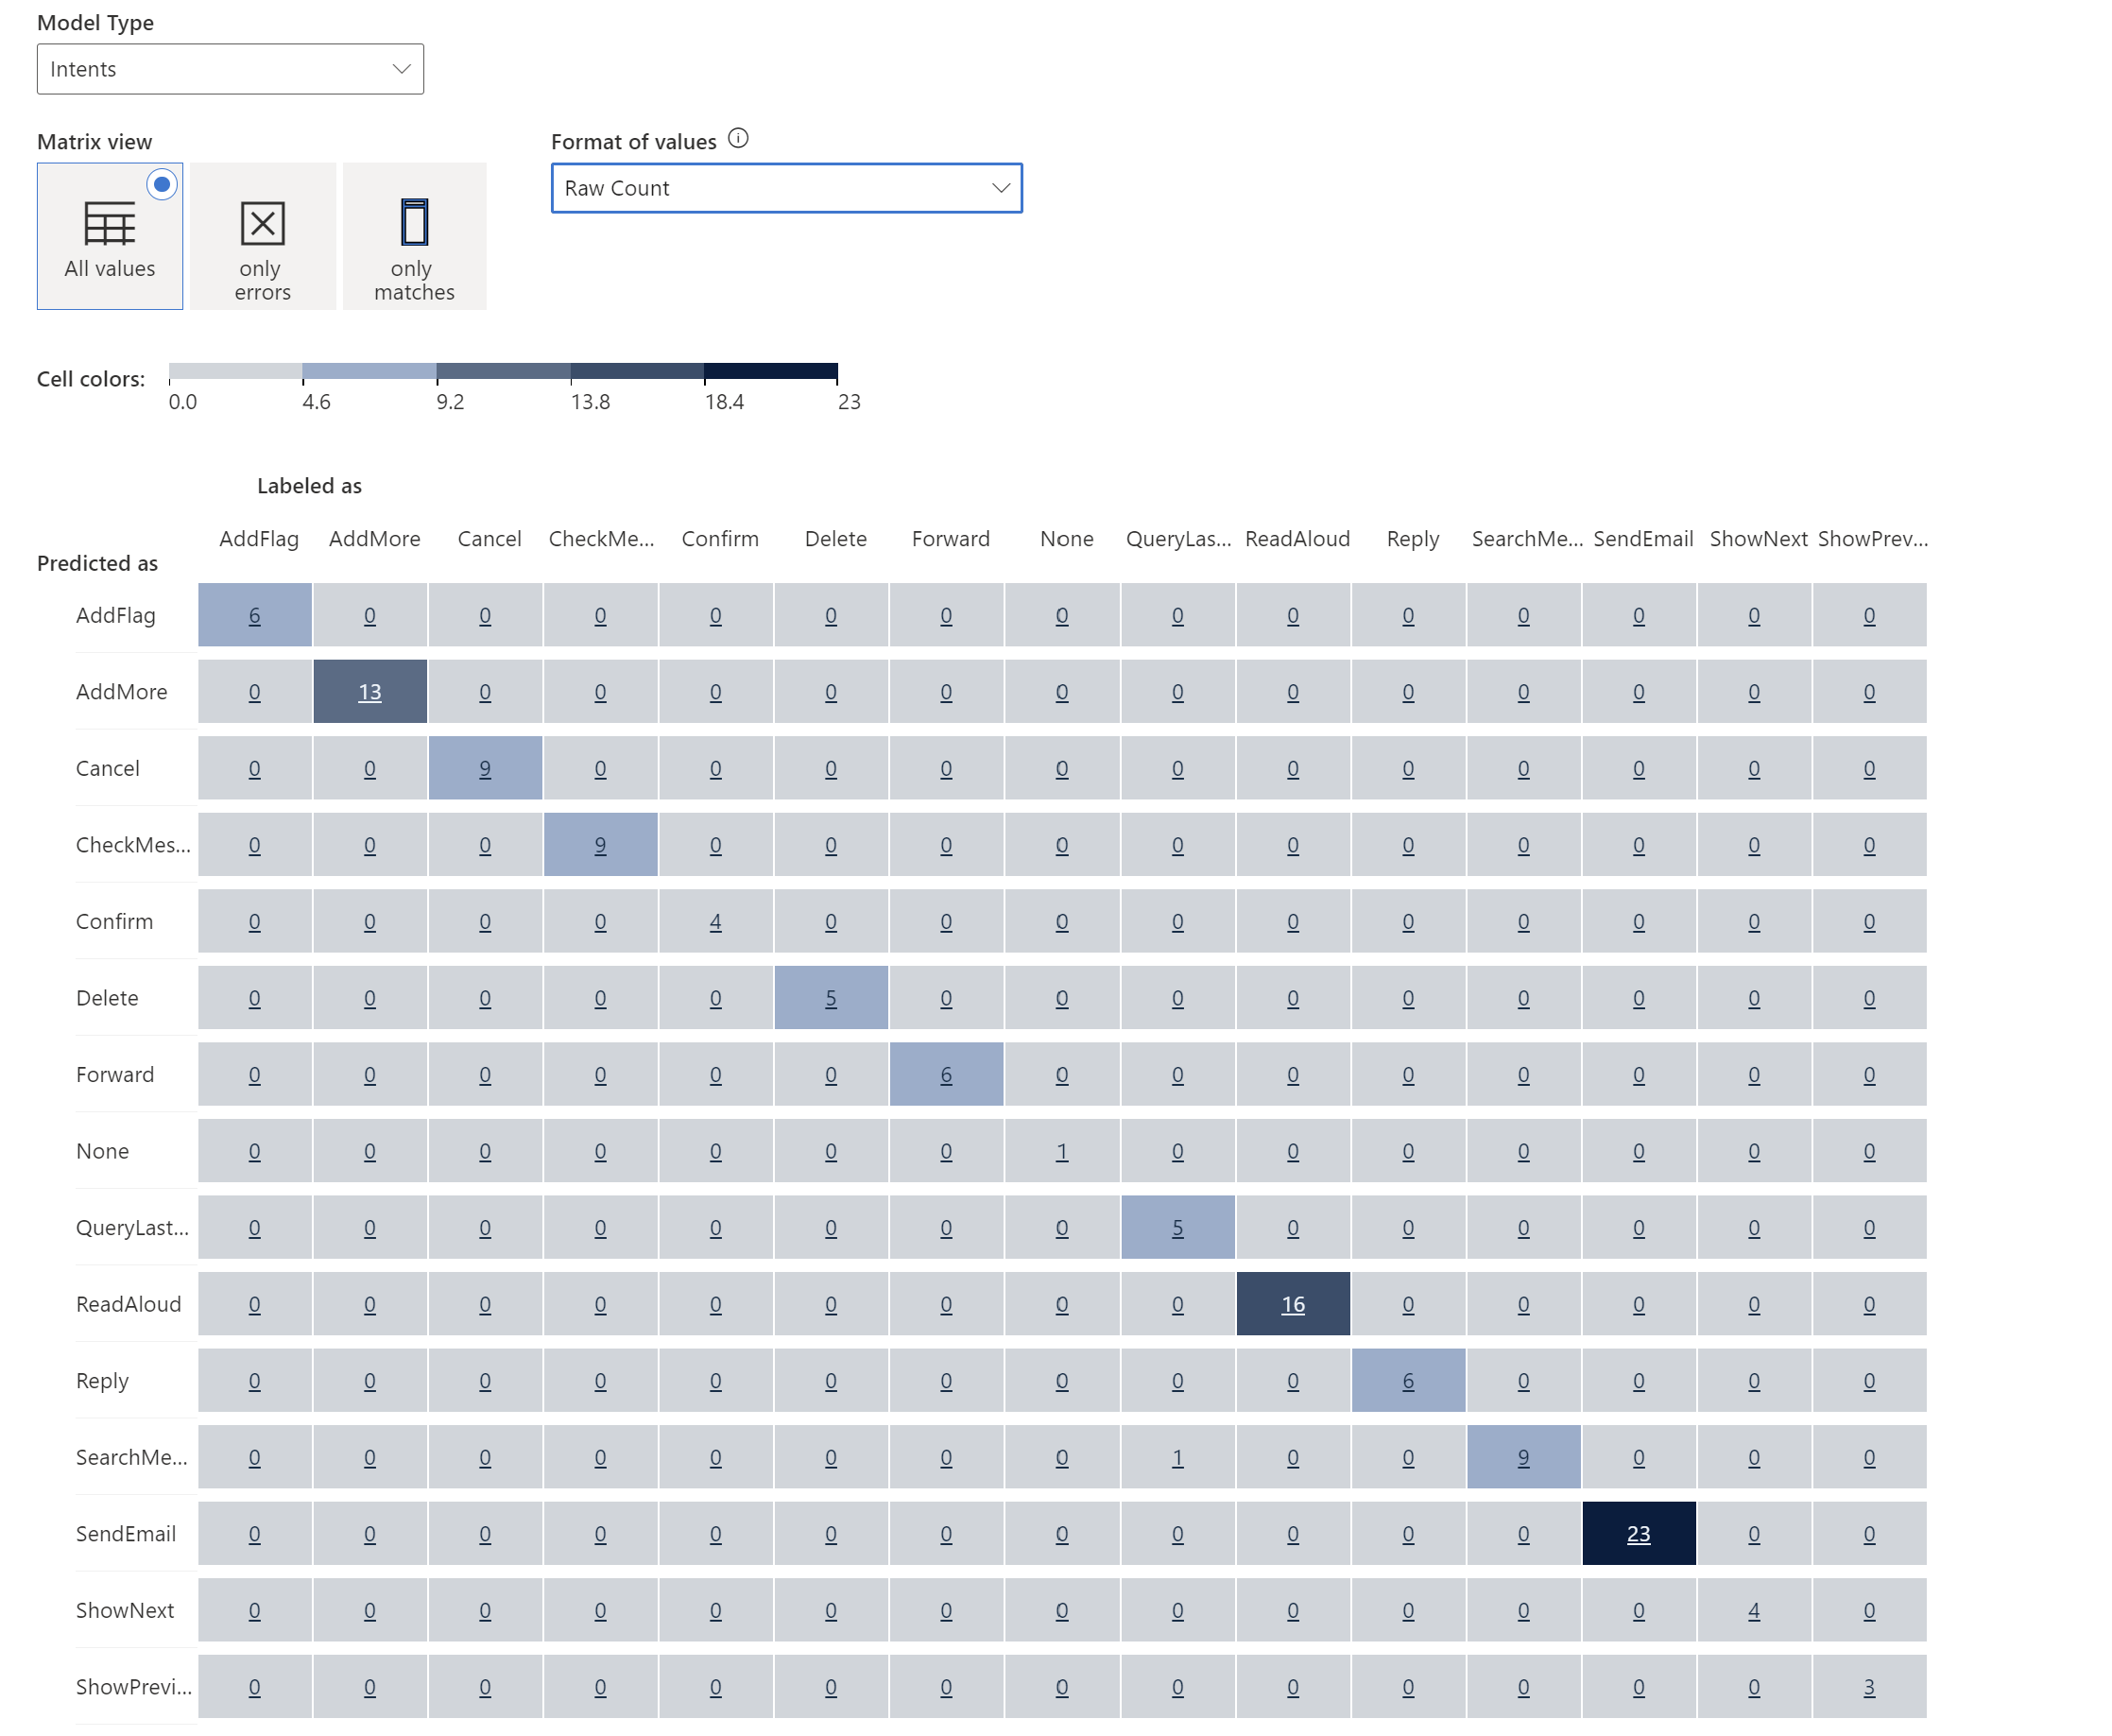 Model Type
Intents
Matrix view
Format of values
All values
only errors
only matches
Raw Count
Cell colors:
0.0 4.6 9.2 13.8 18.4 23
Labeled as
AddFlag AddMore Cancel CheckMe... Confirm Delete Forward None QueryLas... ReadAloud Reply SearchMe... SendEmail ShowNext ShowPrev...
Predicted as
AddFlag 6 0 0 0 0 0 0 0 0 0 0 0 0 0 0
AddMore 0 13 0 0 0 0 0 0 0 0 0 0 0 0 0
Cancel 0 0 9 0 0 0 0 0 0 0 0 0 0 0 0
CheckMes... 0 0 0 9 0 0 0 0 0 0 0 0 0 0 0
Confirm 0 0 0 0 4 0 0 0 0 0 0 0 0 0 0
Delete 0 0 0 0 0 5 0 0 0 0 0 0 0 0 0
Forward 0 0 0 0 0 0 6 0 0 0 0 0 0 0 0
None 0 0 0 0 0 0 0 1 0 0 0 0 0 0 0
QueryLast... 0 0 0 0 0 0 0 0 5 0 0 0 0 0 0
ReadAloud 0 0 0 0 0 0 0 0 0 16 0 0 0 0 0
Reply 0 0 0 0 0 0 0 0 0 0 6 0 0 0 0
SearchMe... 0 0 0 0 0 0 0 0 1 0 0 9 0 0 0
SendEmail 0 0 0 0 0 0 0 0 0 0 0 0 23 0 0
ShowNext 0 0 0 0 0 0 0 0 0 0 0 0 0 4 0
ShowPrevi... 0 0 0 0 0 0 0 0 0 0 0 0 0 0 3